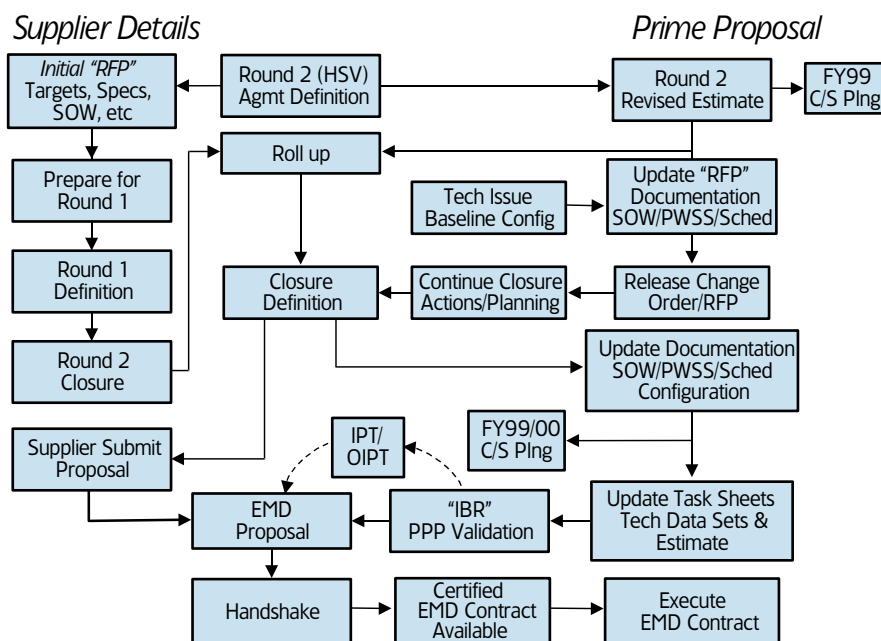 Supplier Details
Prime Proposal
Initial “RFP”
Targets, Specs,
SOW, etc
Round 2 (HSV)
Agmt Definition
Round 2
Revised Estimate
FY99
C/S Plng
Roll up
Prepare for
Round 1
Tech Issue
Baseline Config
Update “RFP”
Documentation
SOW/PWSS/Sched
Round 1
Definition
Closure
Definition
Continue Closure
Actions/Planning
Release Change
Order/RFP
Round 2
Closure
Update Documentation
SOW/PWSS/Sched
Configuration
Supplier Submit
Proposal
IPT/
OIPT
FY99/00
C/S Plng
EMD
Proposal
“IBR”
PPP Validation
Update Task Sheets
Tech Data Sets &
Estimate
Handshake
Certified
EMD Contract
Available
Execute
EMD Contract